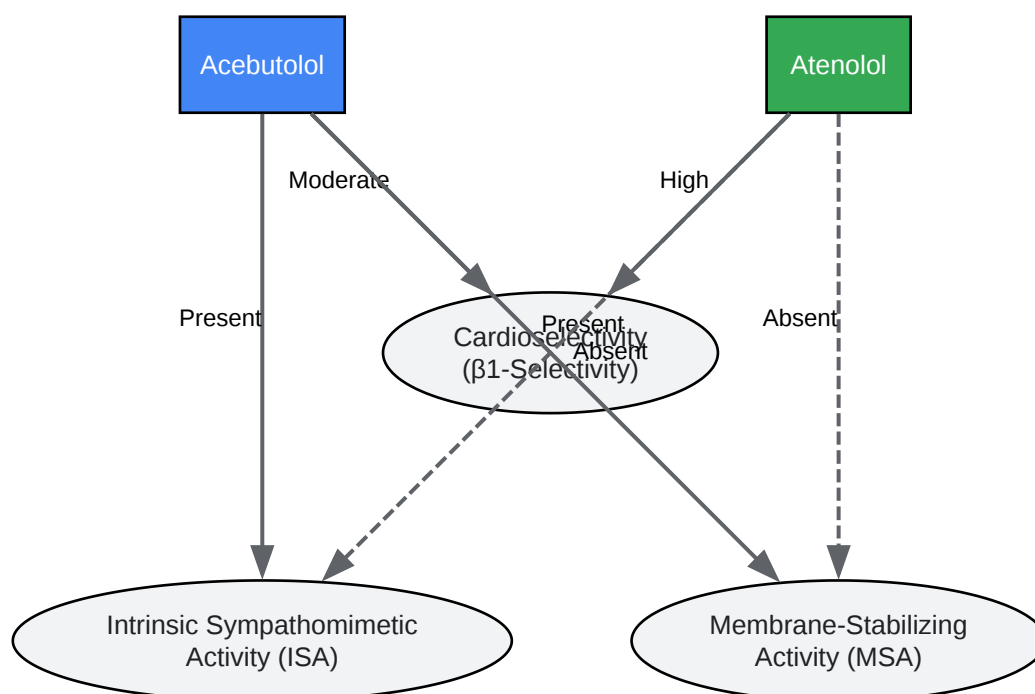 Acebutolol
Atenolol
Moderate
High
Present
Present
Absent
Cardioselectivity
Absent
(β1-Selectivity)
Intrinsic Sympathomimetic
Activity (ISA)
Membrane-Stabilizing
Activity (MSA)